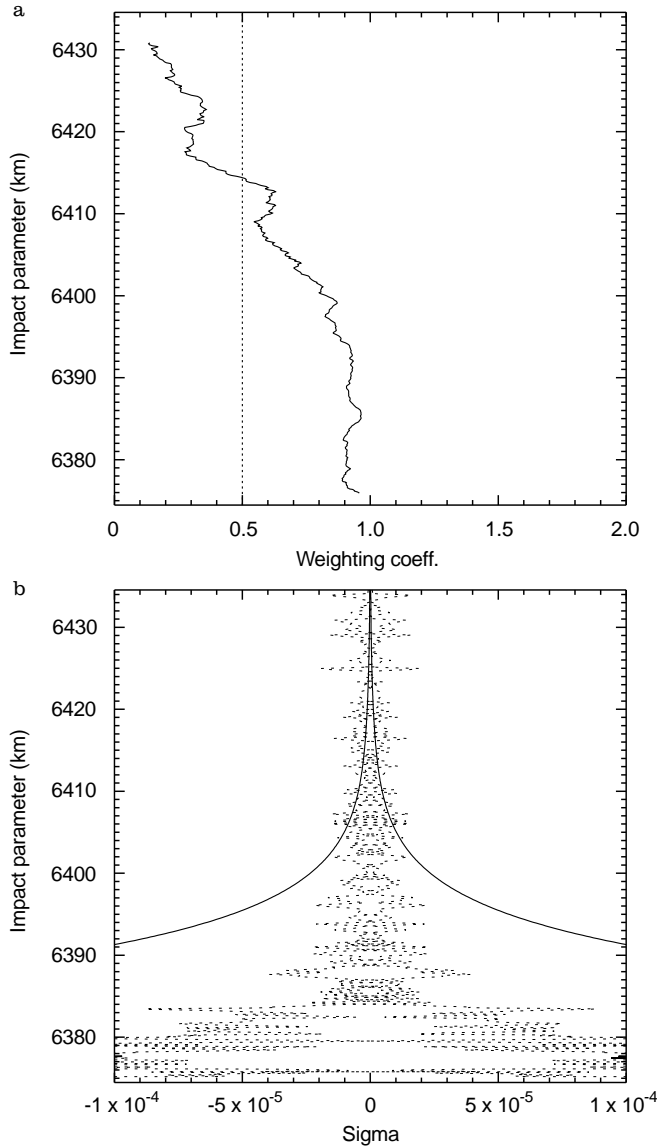 a
6430
6420
6410
6400
6390
6380
Impact parameter (km)
0 0.5 1.0 1.5 2.0
Weighting coeff.
b
6430
6420
6410
6400
6390
6380
Impact parameter (km)
-1 x 10-4 -5 x 10-5 0 5 x 10-5 1 x 10-4
Sigma